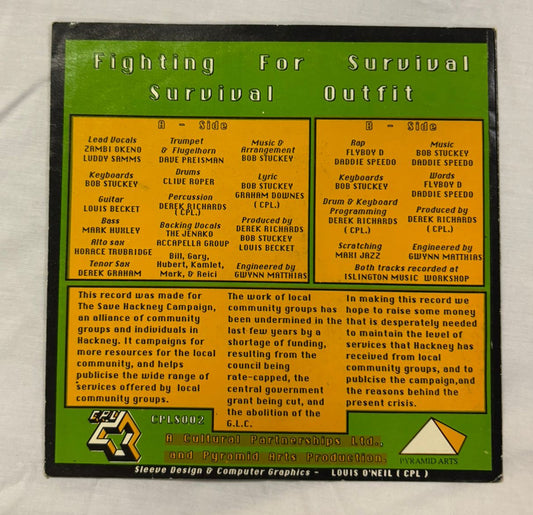 Fighting For Survival
Survival Outfit
A - Side
Lead Vocals
ZAMBI OKENO
LUDDY SAMMS
Keyboards
BOB STUCKEY
Guitar
LOUIS BECKET
Bass
MARK HUXLEY
Alto sax
HORACE TRUBRIDGE
Tenor Sax
DEREK GRAHAM
Trumpet
& Flugelhorn
DAVE PREISMAN
Drums
CLIVE ROPER
Percussion
DEREK RICHARDS
( CPL. )
Backing Vocals
THE JENAKO
ACCAPELLA GROUP
Bill, Gary,
Hubert, Kamlet,
Mark, & Reici
Music &
Arrangement
BOB STUCKEY
Lyric
BOB STUCKEY
GRAHAM DOWNES
( CPL. )
Produced by
DEREK RICHARDS
BOB STUCKEY
LOUIS BECKET
Engineered by
GWYNN MATTHIAS
B - Side
Rap
FLYBOY D
DADDIE SPEEDO
Keyboards
BOB STUCKEY
Drum & Keyboard
Programming
DEREK RICHARDS
( CPL. )
Scratching
MAXI JAZZ
Music
BOB STUCKEY
DADDIE SPEEDO
Words
FLYBOY D
DADDIE SPEEDO
Produced by
DEREK RICHARDS
( CPL. )
Engineered by
GWYNN MATTHIAS
Both tracks recorded at
ISLINGTON MUSIC WORKSHOP
This record was made for
The Save Hackney Campaign,
an alliance of community
groups and individuals in
Hackney. It campaigns for
more resources for the local
community, and helps
publicise the wide range of
services offered by local
community groups.
The work of local
community groups has
been undermined in the
last few years by a
shortage of funding,
resulting from the
council being
rate-capped, the
central government
grant being cut, and
the abolition of the
G.L.C.
In making this record we
hope to raise some money
that is desperately needed
to maintain the level of
services that Hackney has
received from local
community groups, and to
publcise the campaign,and
the reasons behind the
present crisis.
C.P.L
CPLS002
A Cultural Partnerships Ltd.,
and Pyramid Arts Production.
PYRAMID ARTS
Sleeve Design & Computer Graphics - LOUIS O'NEIL ( CPL )